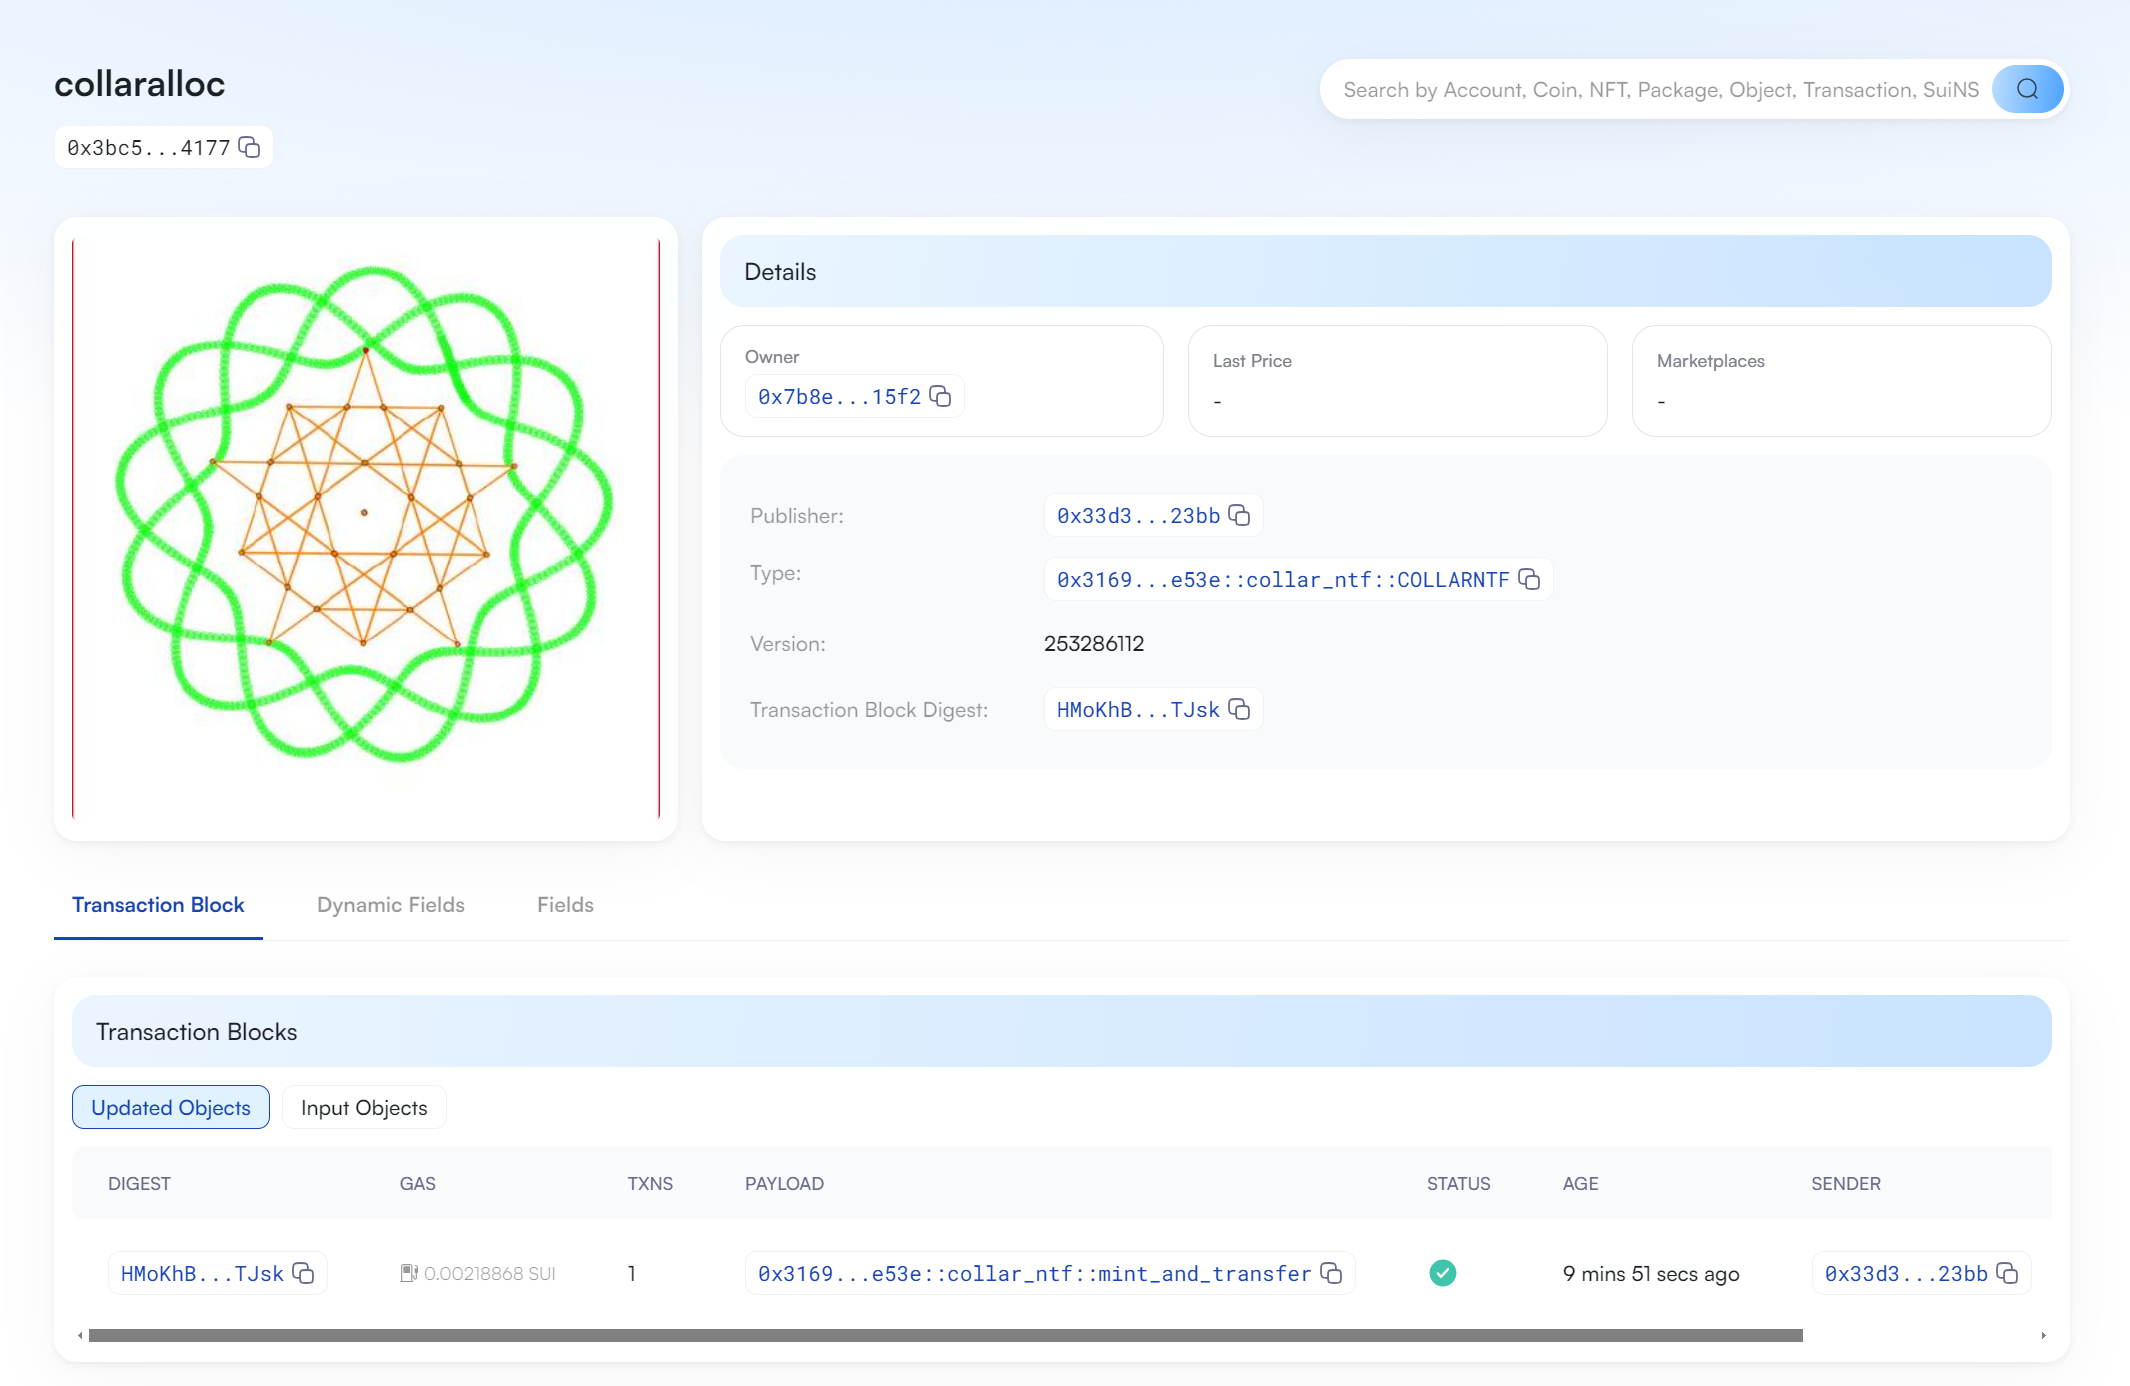 collaralloc
Search by Account, Coin, NFT, Package, Object, Transaction, SuiNS
0x3bc5...4177
Details
Owner
0x7b8e...15f2
Last Price
-
Marketplaces
-
Publisher:
0x33d3...23bb
Type:
0x3169...e53e::collar_ntf::COLLARNTF
Version:
253286112
Transaction Block Digest:
HMoKhB...TJsk
Transaction Block
Dynamic Fields
Fields
Transaction Blocks
Updated Objects
Input Objects
DIGEST GAS TXNS PAYLOAD STATUS AGE SENDER
HMoKhB...TJsk 0.00218868 SUI 1 0x3169...e53e::collar_ntf::mint_and_transfer 9 mins 51 secs ago 0x33d3...23bb